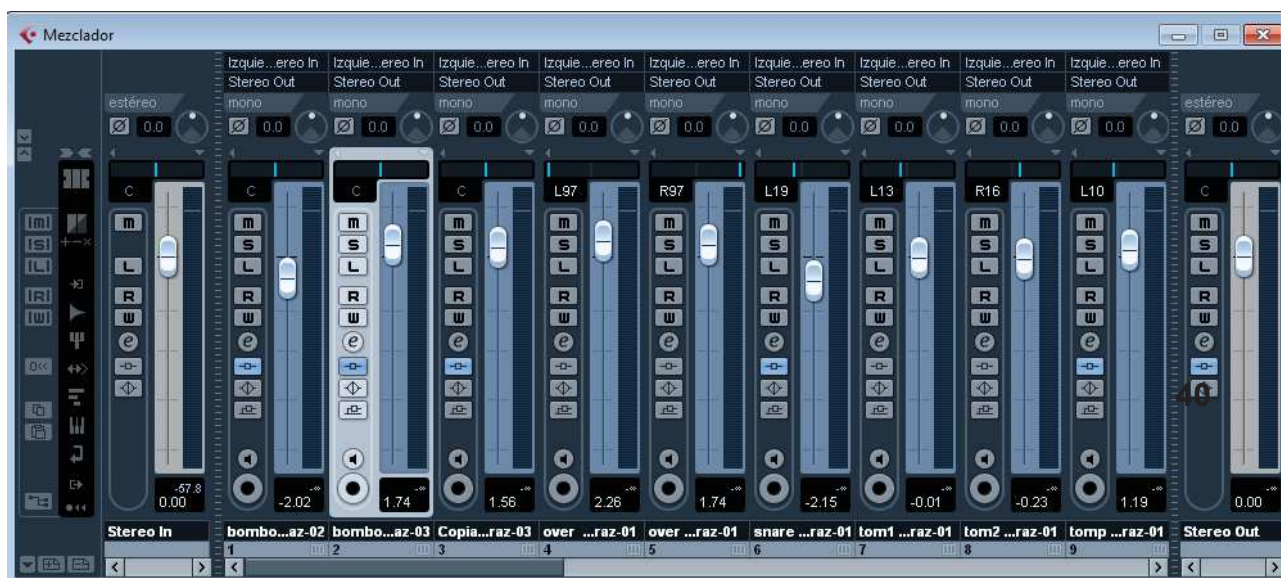 Mezclador
Izquie...ereo In Izquie...ereo In Izquie...ereo In Izquie...ereo In Izquie...ereo In Izquie...ereo In Izquie...ereo In Izquie...ereo In Izquie...ereo In
Stereo Out Stereo Out Stereo Out Stereo Out Stereo Out Stereo Out Stereo Out Stereo Out Stereo Out
estéreo mono mono mono mono mono mono mono mono mono estéreo
0.0 0.0 0.0 0.0 0.0 0.0 0.0 0.0 0.0 0.0 0.0
C C C C L97 R97 L19 L13 R16 L10 C
m m m m m m m m m m m m
S S S S S S S S S S
L L L L L L L L L L L L
R R R R R R R R R R R
W W W W W W W W W W W
e e e e e e e e e e e
40
-57.8 -∞ -∞ -∞ -∞ -∞ -∞ -∞ -∞ -∞ -∞
0.00 -2.02 1.74 1.56 2.26 1.74 -2.15 -0.01 -0.23 1.19 0.00
Stereo In bombo...az-02 bombo...az-03 Copia...raz-03 over ...raz-01 over ...raz-01 snare ...raz-01 tom1 ...raz-01 tom2 ...raz-01 tomp ...raz-01 Stereo Out
1 2 3 4 5 6 7 8 9